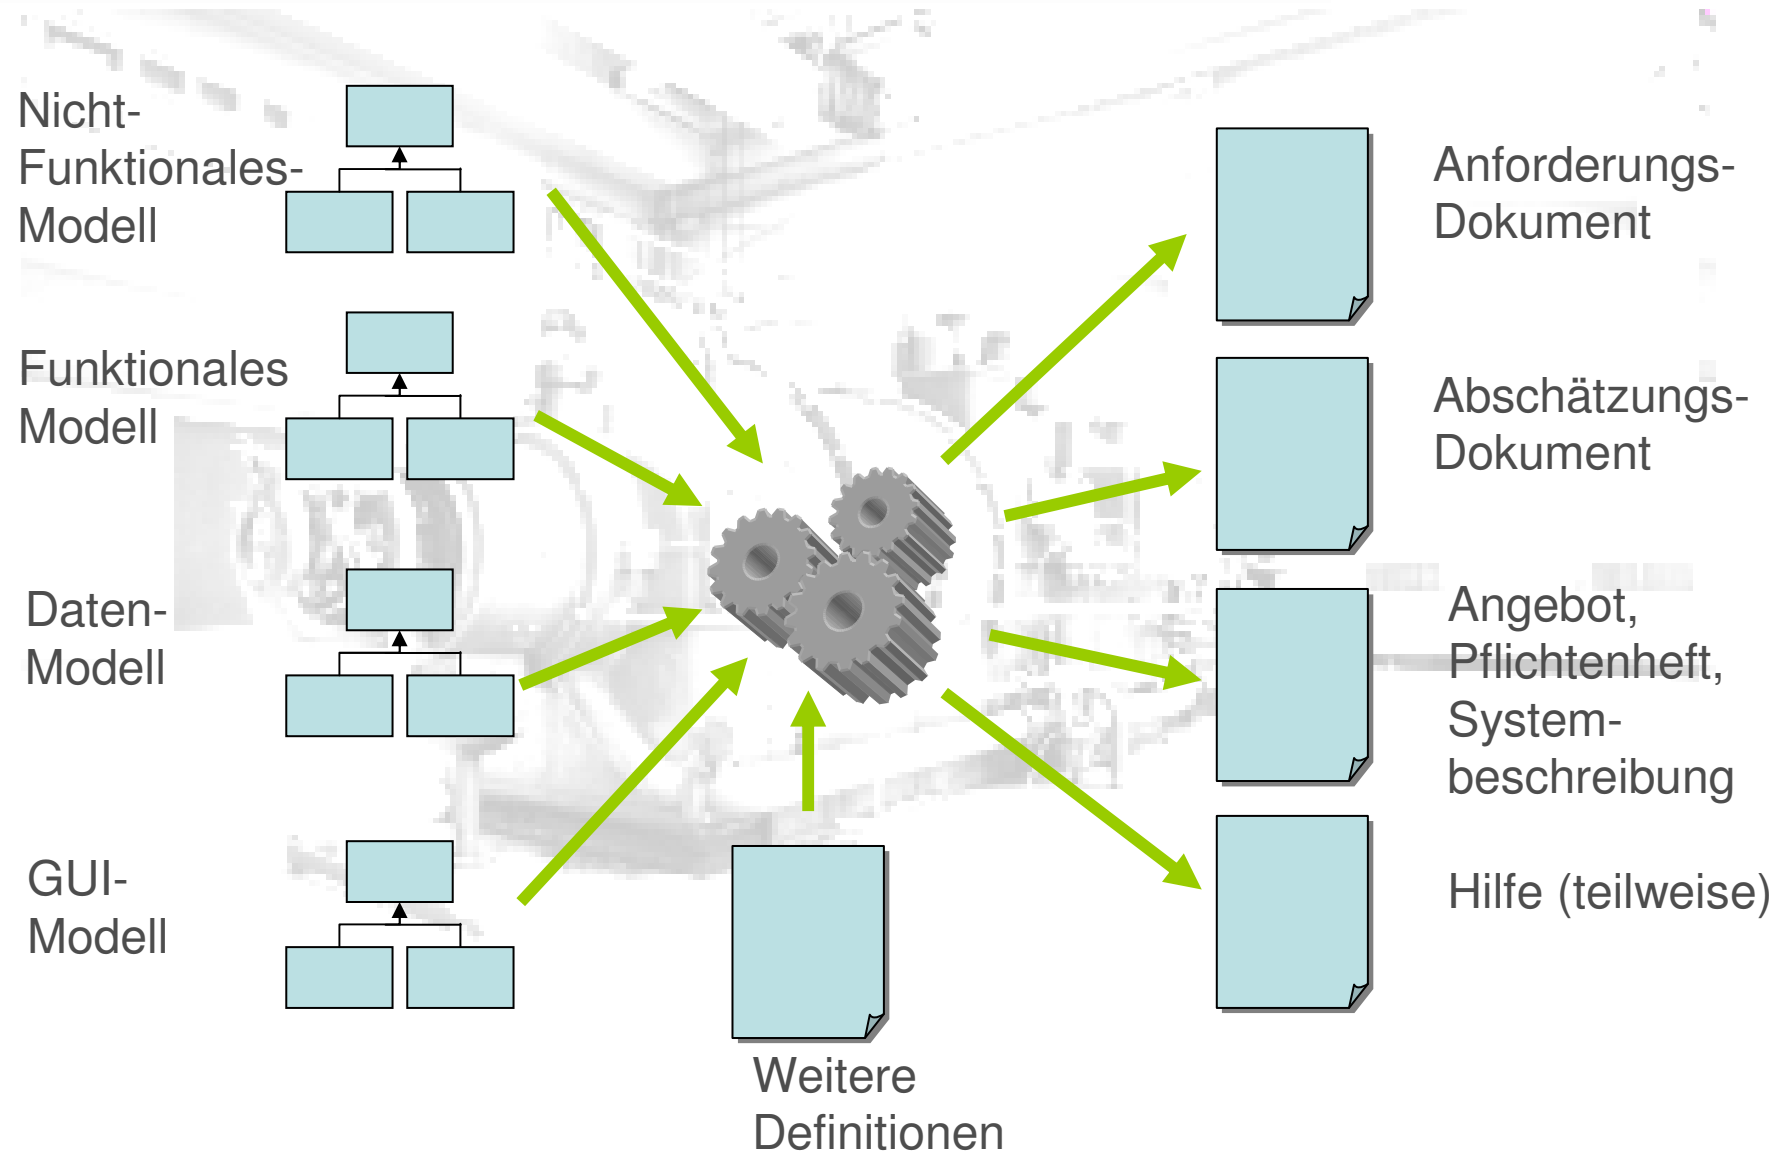 Nicht-
Funktionales-
Modell
Funktionales
Modell
Daten-
Modell
GUI-
Modell
Weitere
Definitionen
Anforderungs-
Dokument
Abschätzungs-
Dokument
Angebot,
Pflichtenheft,
System-
beschreibung
Hilfe (teilweise)